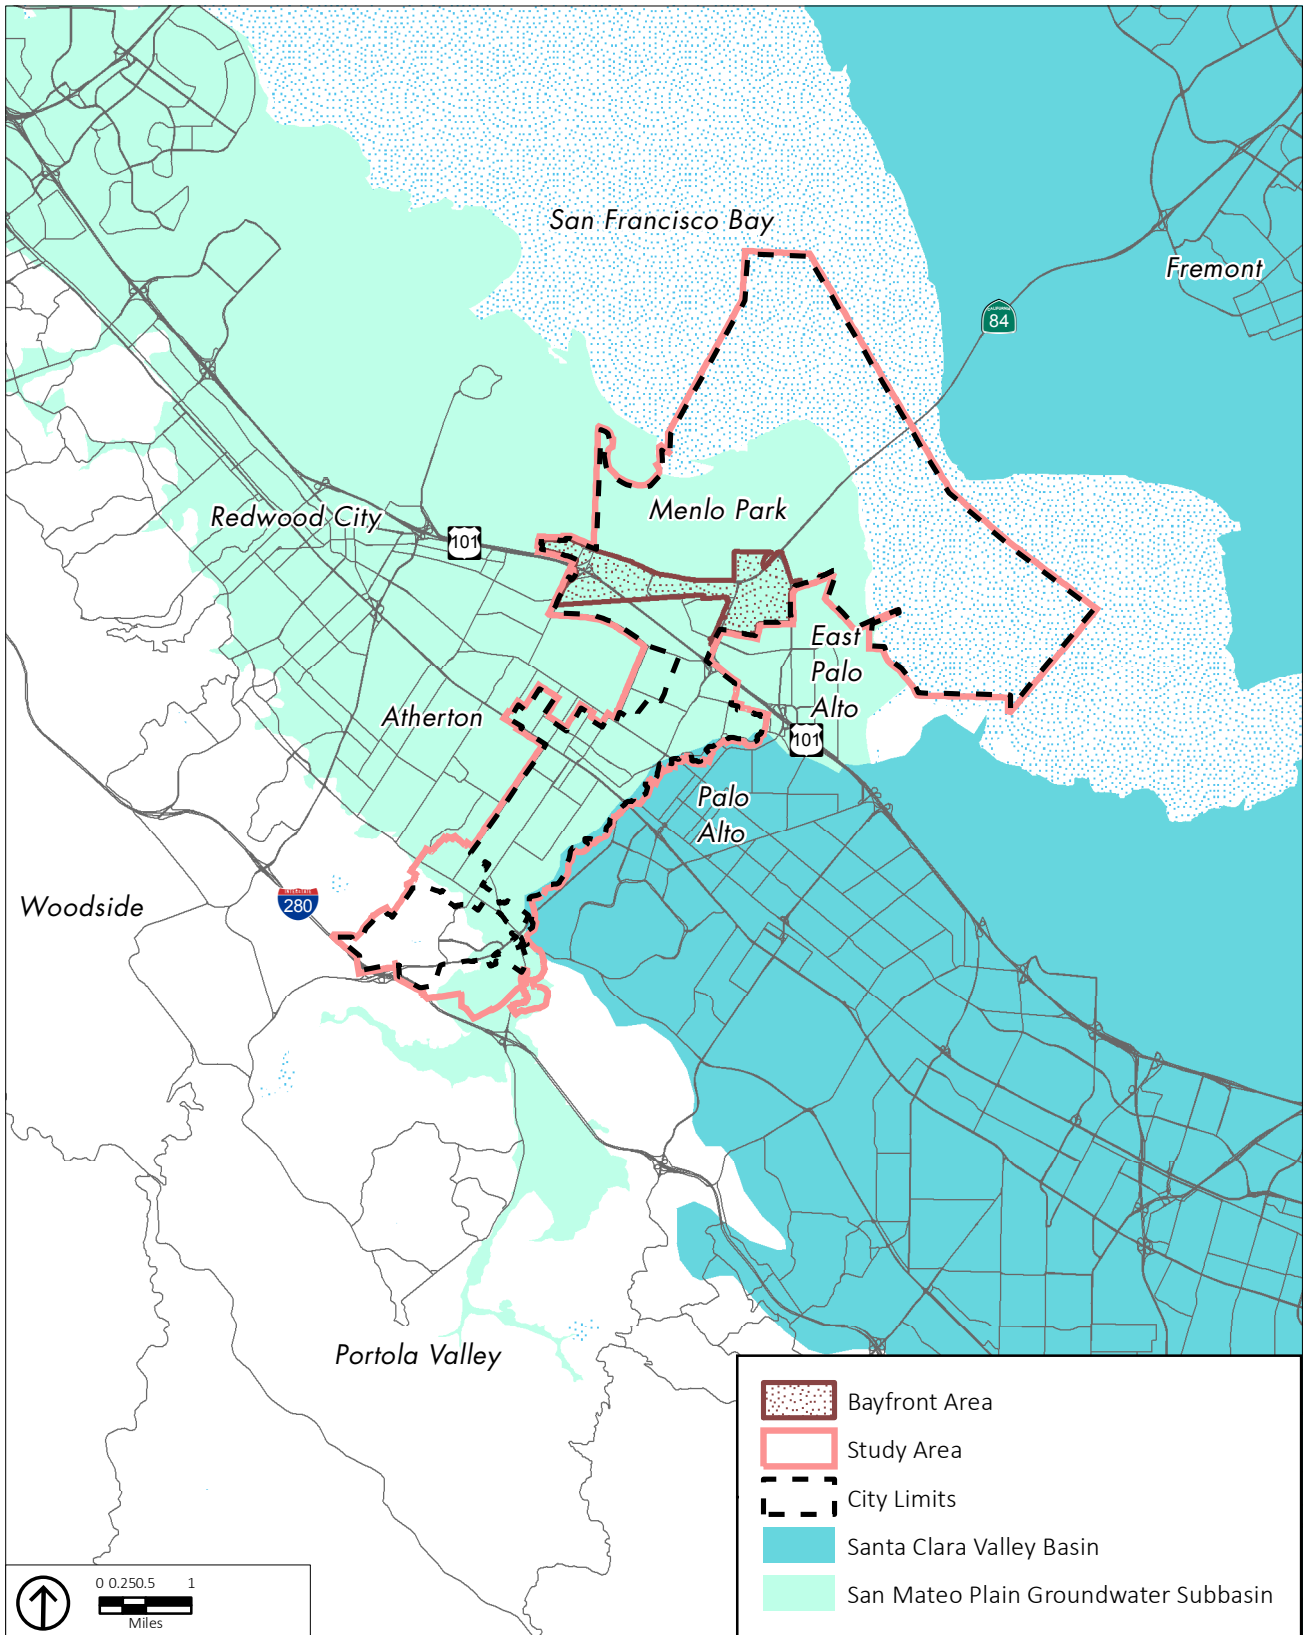 San Francisco Bay
Fremont
CALIFORNIA
84
Menlo Park
Redwood City
101
East
Palo
Alto
Atherton
101
Palo
Alto
Woodside
INTERSTATE
280
Portola Valley
Bayfront Area
Study Area
City Limits
Santa Clara Valley Basin
San Mateo Plain Groundwater Subbasin
0 0.250.5 1
Miles